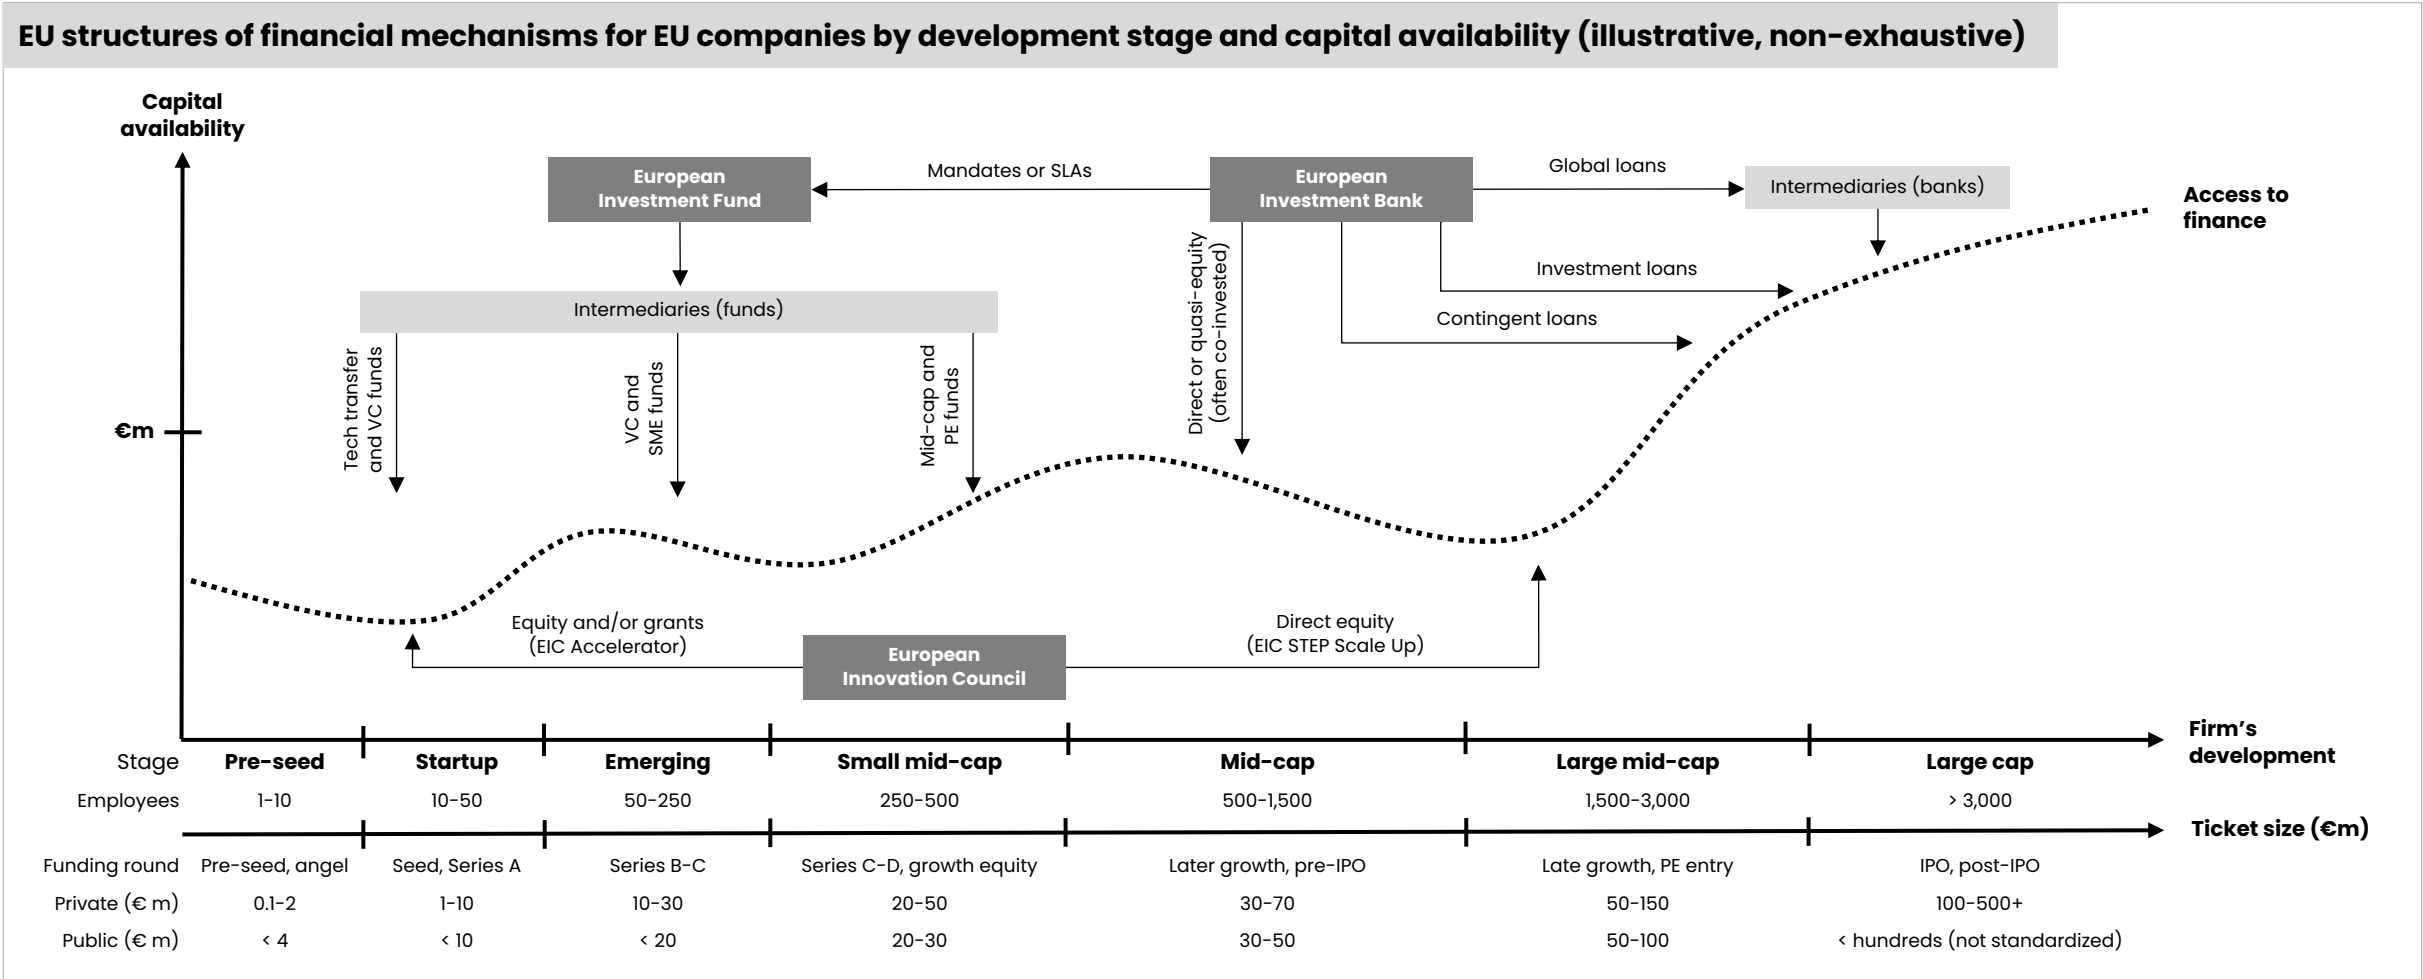 EU structures of financial mechanisms for EU companies by development stage and capital availability (illustrative, non-exhaustive)
Capital
availability
€m
European
Investment Fund
Mandates or SLAs
European
Investment Bank
Global loans
Intermediaries (banks)
Access to
finance
Intermediaries (funds)
Tech transfer
and VC funds
VC and
SME funds
Mid-cap and
PE funds
Direct or quasi-equity
(often co-invested)
Investment loans
Contingent loans
Equity and/or grants
(EIC Accelerator)
European
Innovation Council
Direct equity
(EIC STEP Scale Up)
Firm’s
development
Stage Pre-seed Startup Emerging Small mid-cap Mid-cap Large mid-cap Large cap
Employees 1-10 10-50 50-250 250-500 500-1,500 1,500-3,000 > 3,000
Ticket size (€m)
Funding round Pre-seed, angel Seed, Series A Series B-C Series C-D, growth equity Later growth, pre-IPO Late growth, PE entry IPO, post-IPO
Private (€ m) 0.1-2 1-10 10-30 20-50 30-70 50-150 100-500+
Public (€ m) < 4 < 10 < 20 20-30 30-50 50-100 < hundreds (not standardized)